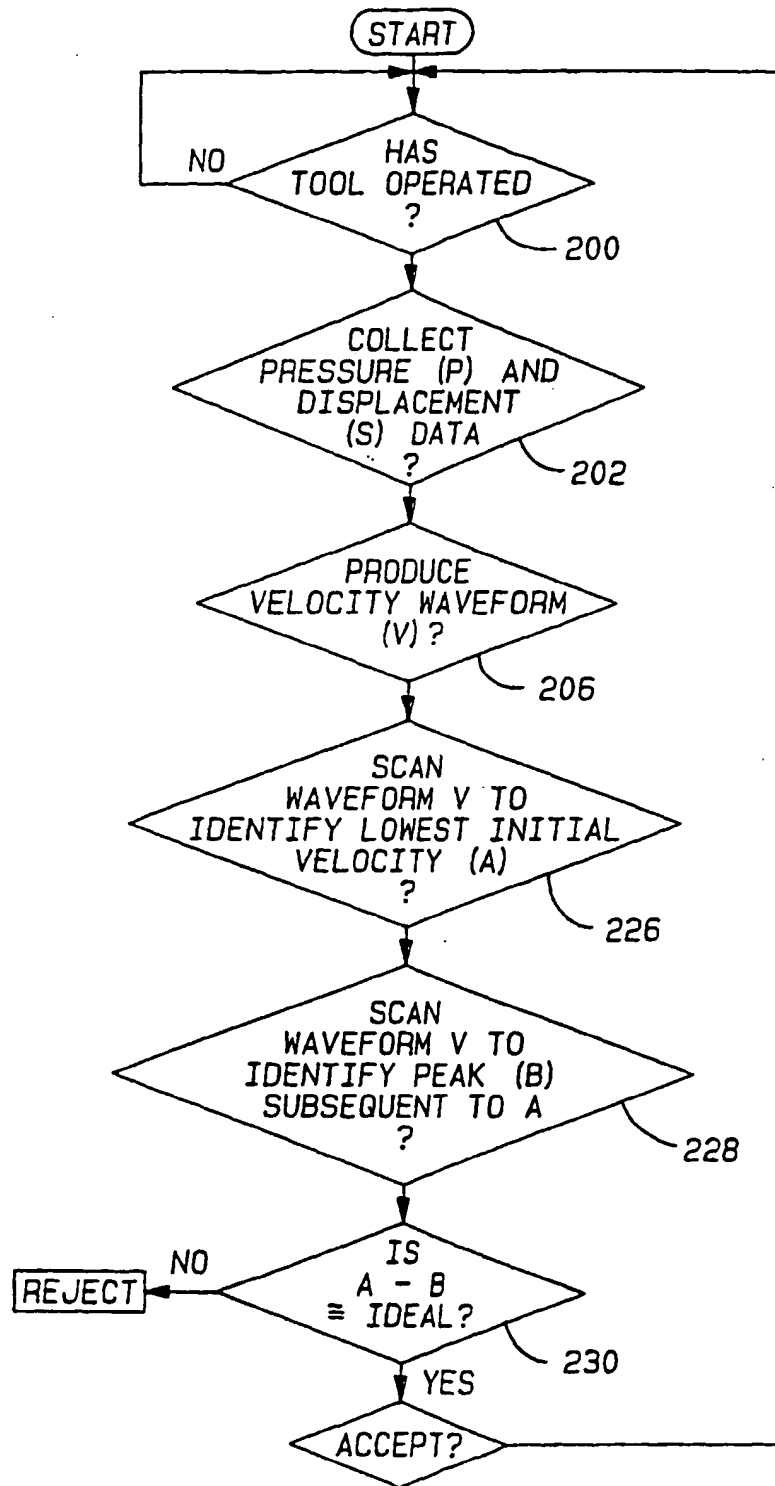 START
NO
HAS
TOOL OPERATED
?
200
COLLECT
PRESSURE (P) AND
DISPLACEMENT
(S) DATA
?
202
PRODUCE
VELOCITY WAVEFORM
(V)?
206
SCAN
WAVEFORM V TO
IDENTIFY LOWEST INITIAL
VELOCITY (A)
?
226
SCAN
WAVEFORM V TO
IDENTIFY PEAK (B)
SUBSEQUENT TO A
?
228
IS
A - B
≅ IDEAL?
NO
REJECT
230
YES
ACCEPT?